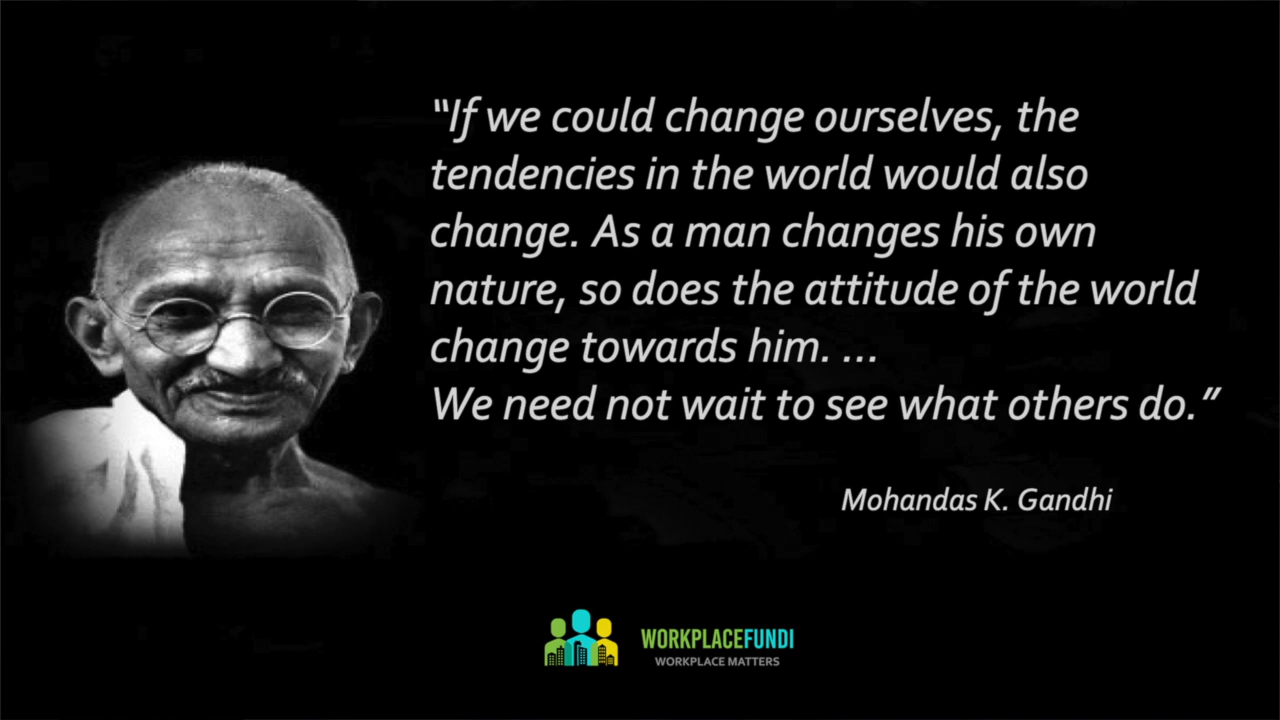 “If we could change ourselves, the
tendencies in the world would also
change. As a man changes his own
nature, so does the attitude of the world
change towards him. ...
We need not wait to see what others do.”
Mohandas K. Gandhi
WORKPLACEFUNDI
WORKPLACE MATTERS